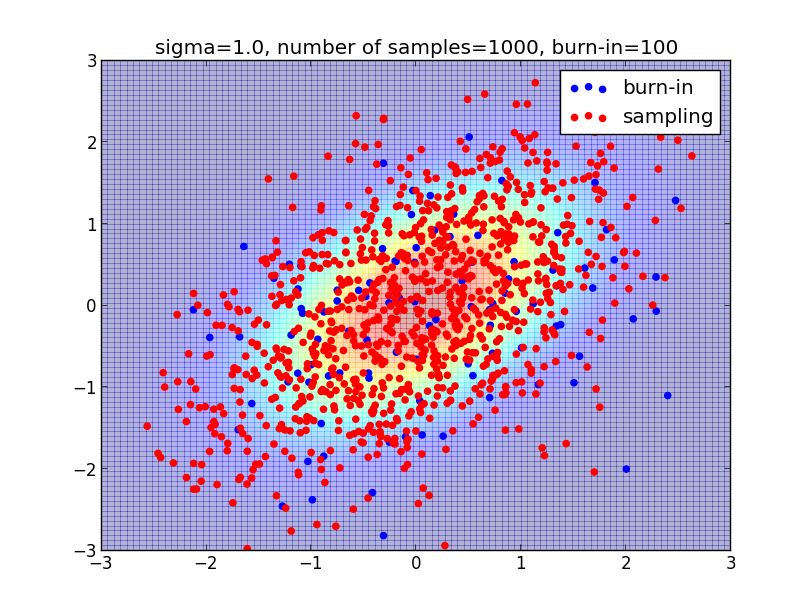 sigma=1.0, number of samples=1000, burn-in=100
burn-in
sampling
3
2
1
0
−1
−2
−3
−3 −2 −1 0 1 2 3